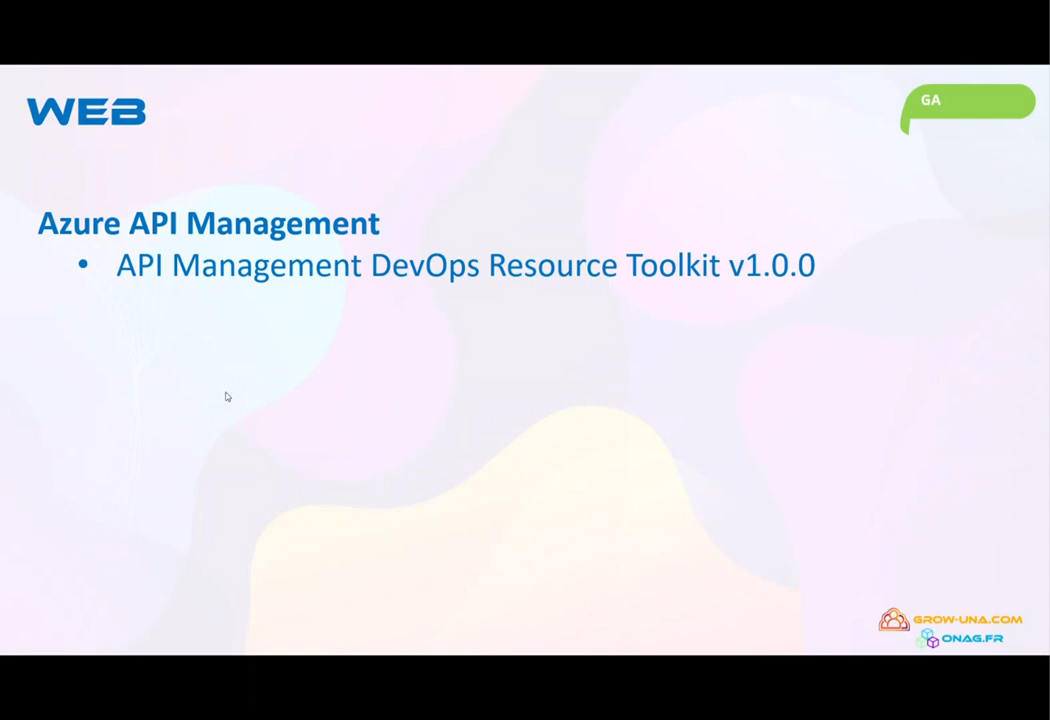 WEB
GA
Azure API Management
• API Management DevOps Resource Toolkit v1.0.0
GROW-UNA.COM
ONAG.FR